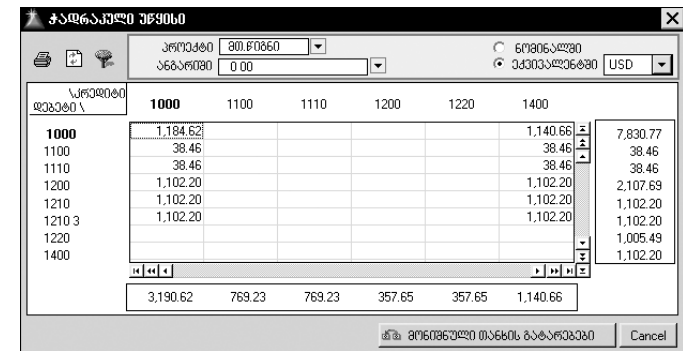 ჭადრაკული უწყისი
პროექტი მთ.წიგნი
ანგარიში 0 00
ნომინალში
ექვივალენტში USD
\კრედიტი
დებეტი \
1000 1100 1110 1200 1220 1400
1000 1,184.62 1,140.66 7,830.77
1100 38.46 38.46 38.46
1110 38.46 38.46 38.46
1200 1,102.20 1,102.20 2,107.69
1210 1,102.20 1,102.20 1,102.20
1210 3 1,102.20 1,102.20 1,102.20
1220 1,005.49
1400 1,102.20
3,190.62 769.23 769.23 357.65 357.65 1,140.66
მონიშნული თანხის გატარებები Cancel